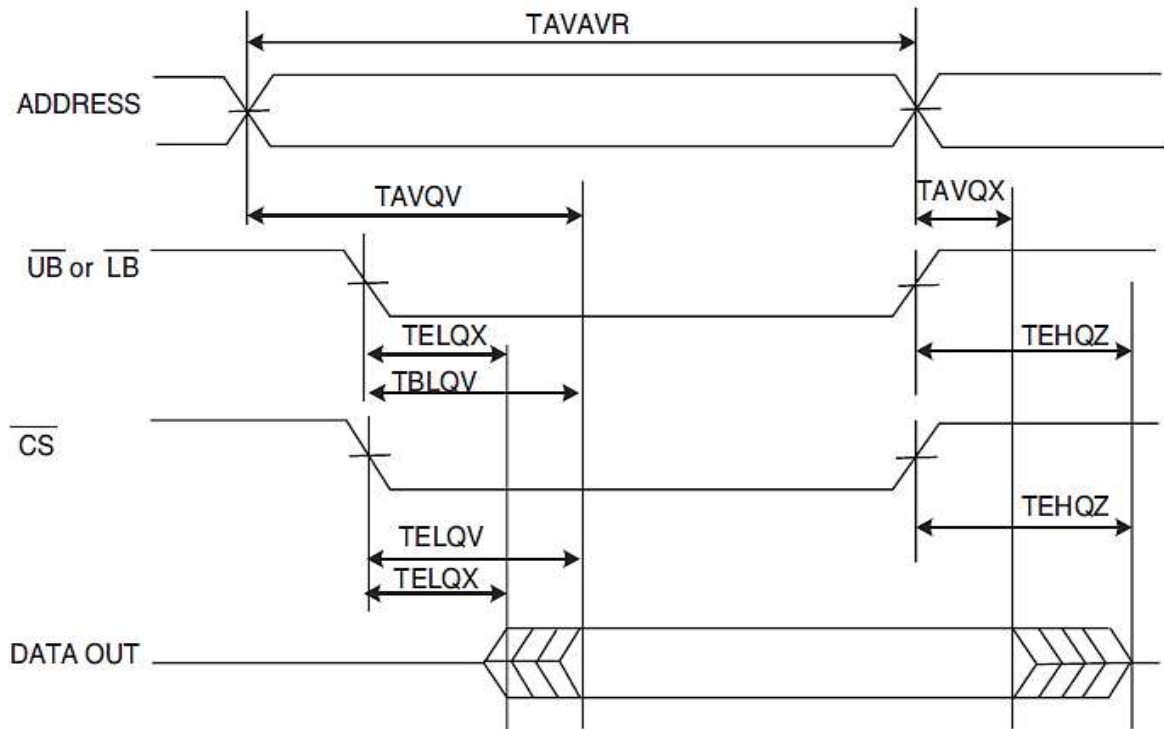 TAVAVR
ADDRESS
TAVQV
TAVQX
UB or LB
TELQX
TEHQZ
TBLQV
CS
TEHQZ
TELQV
TELQX
DATA OUT